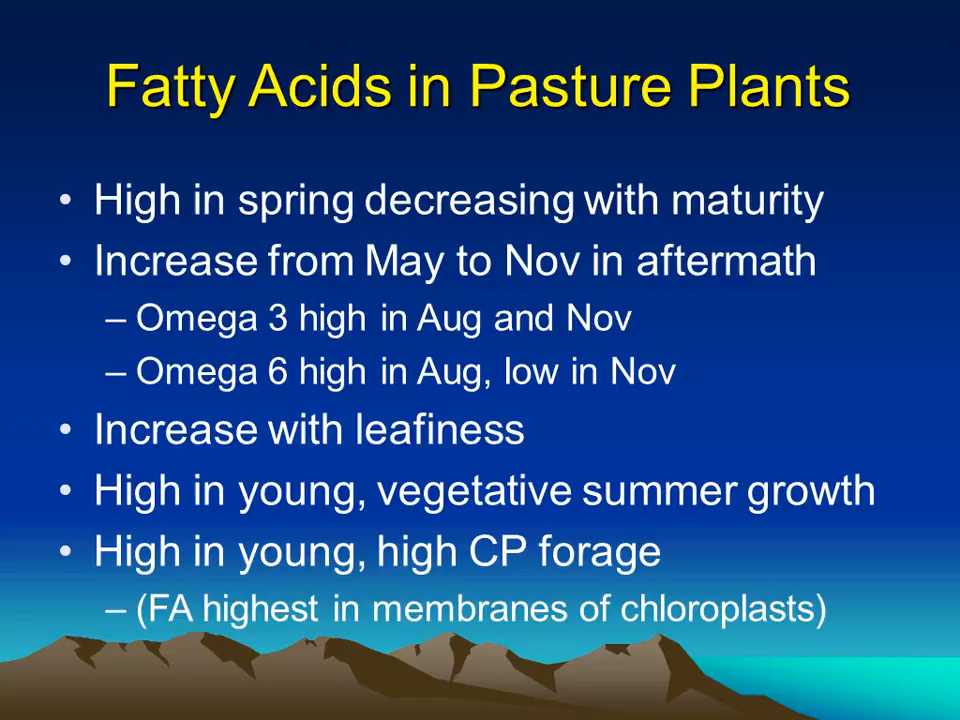 Fatty Acids in Pasture Plants
• High in spring decreasing with maturity
• Increase from May to Nov in aftermath
– Omega 3 high in Aug and Nov
– Omega 6 high in Aug, low in Nov
• Increase with leafiness
• High in young, vegetative summer growth
• High in young, high CP forage
– (FA highest in membranes of chloroplasts)